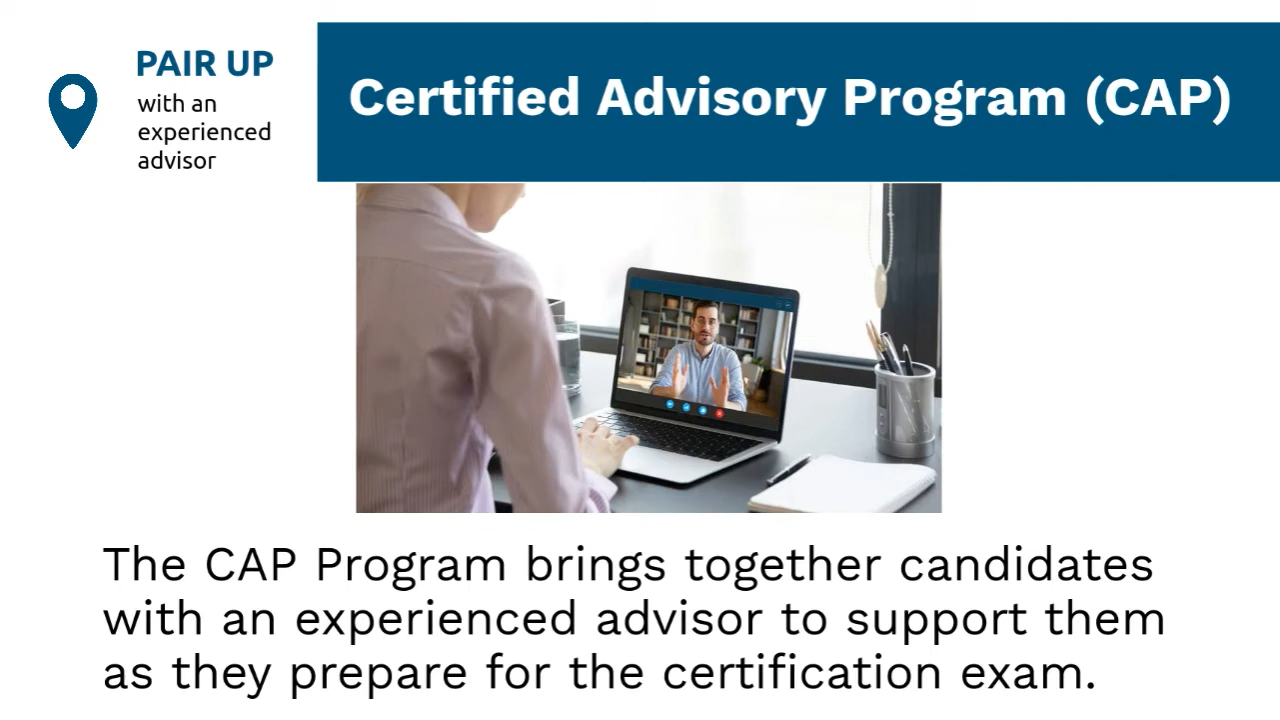 PAIR UP
with an
experienced
advisor
Certified Advisory Program (CAP)
The CAP Program brings together candidates
with an experienced advisor to support them
as they prepare for the certification exam.